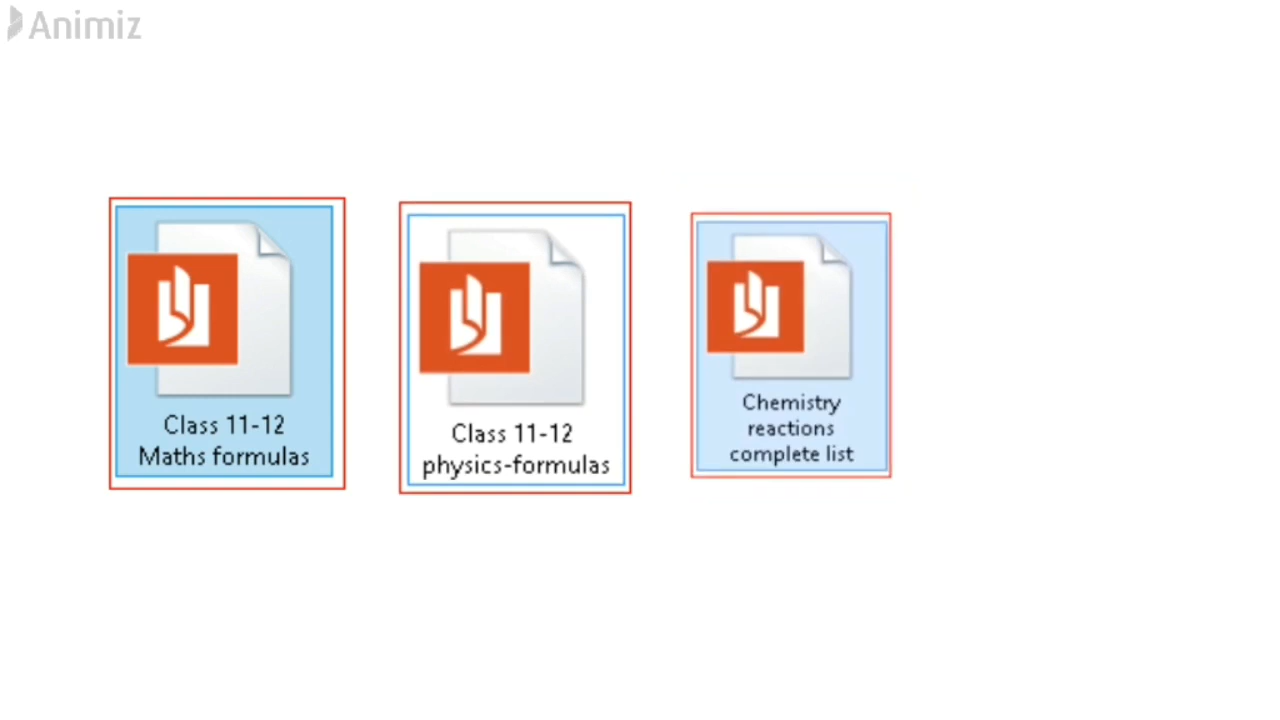 Animiz
Class 11-12
Maths formulas
Class 11-12
physics-formulas
Chemistry
reactions
complete list